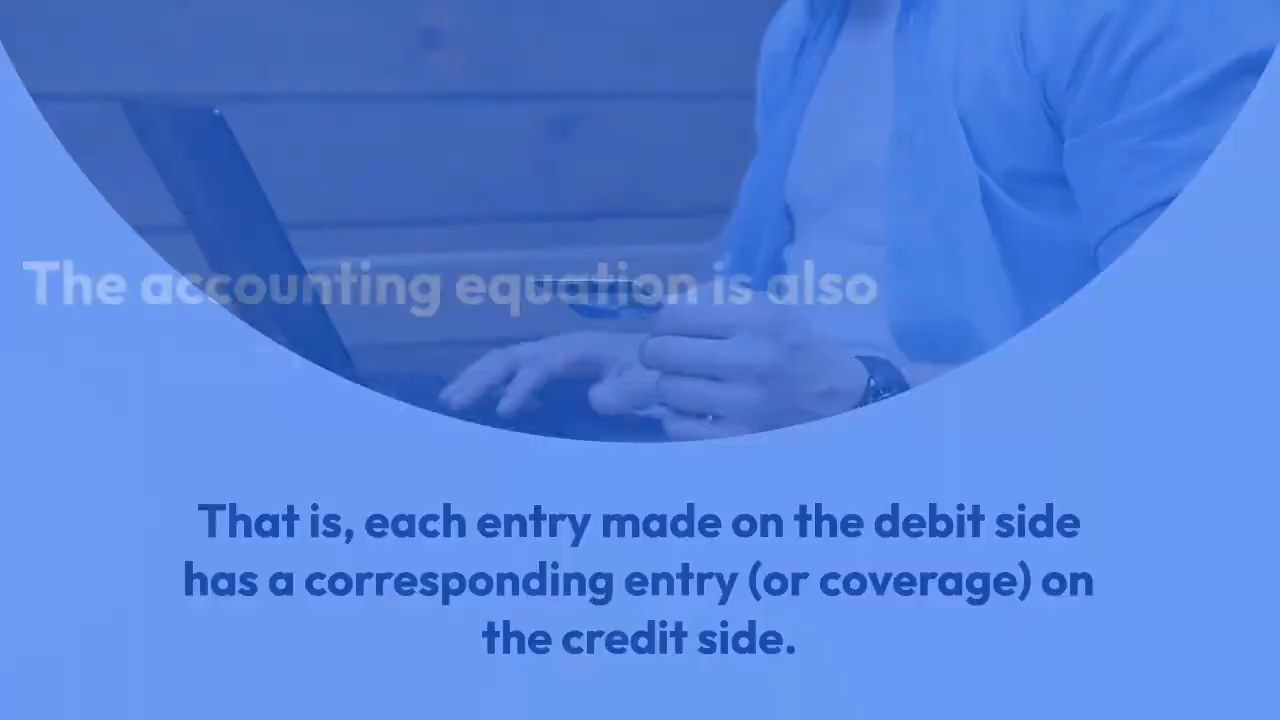 The accounting equation is also
That is, each entry made on the debit side
has a corresponding entry (or coverage) on
the credit side.